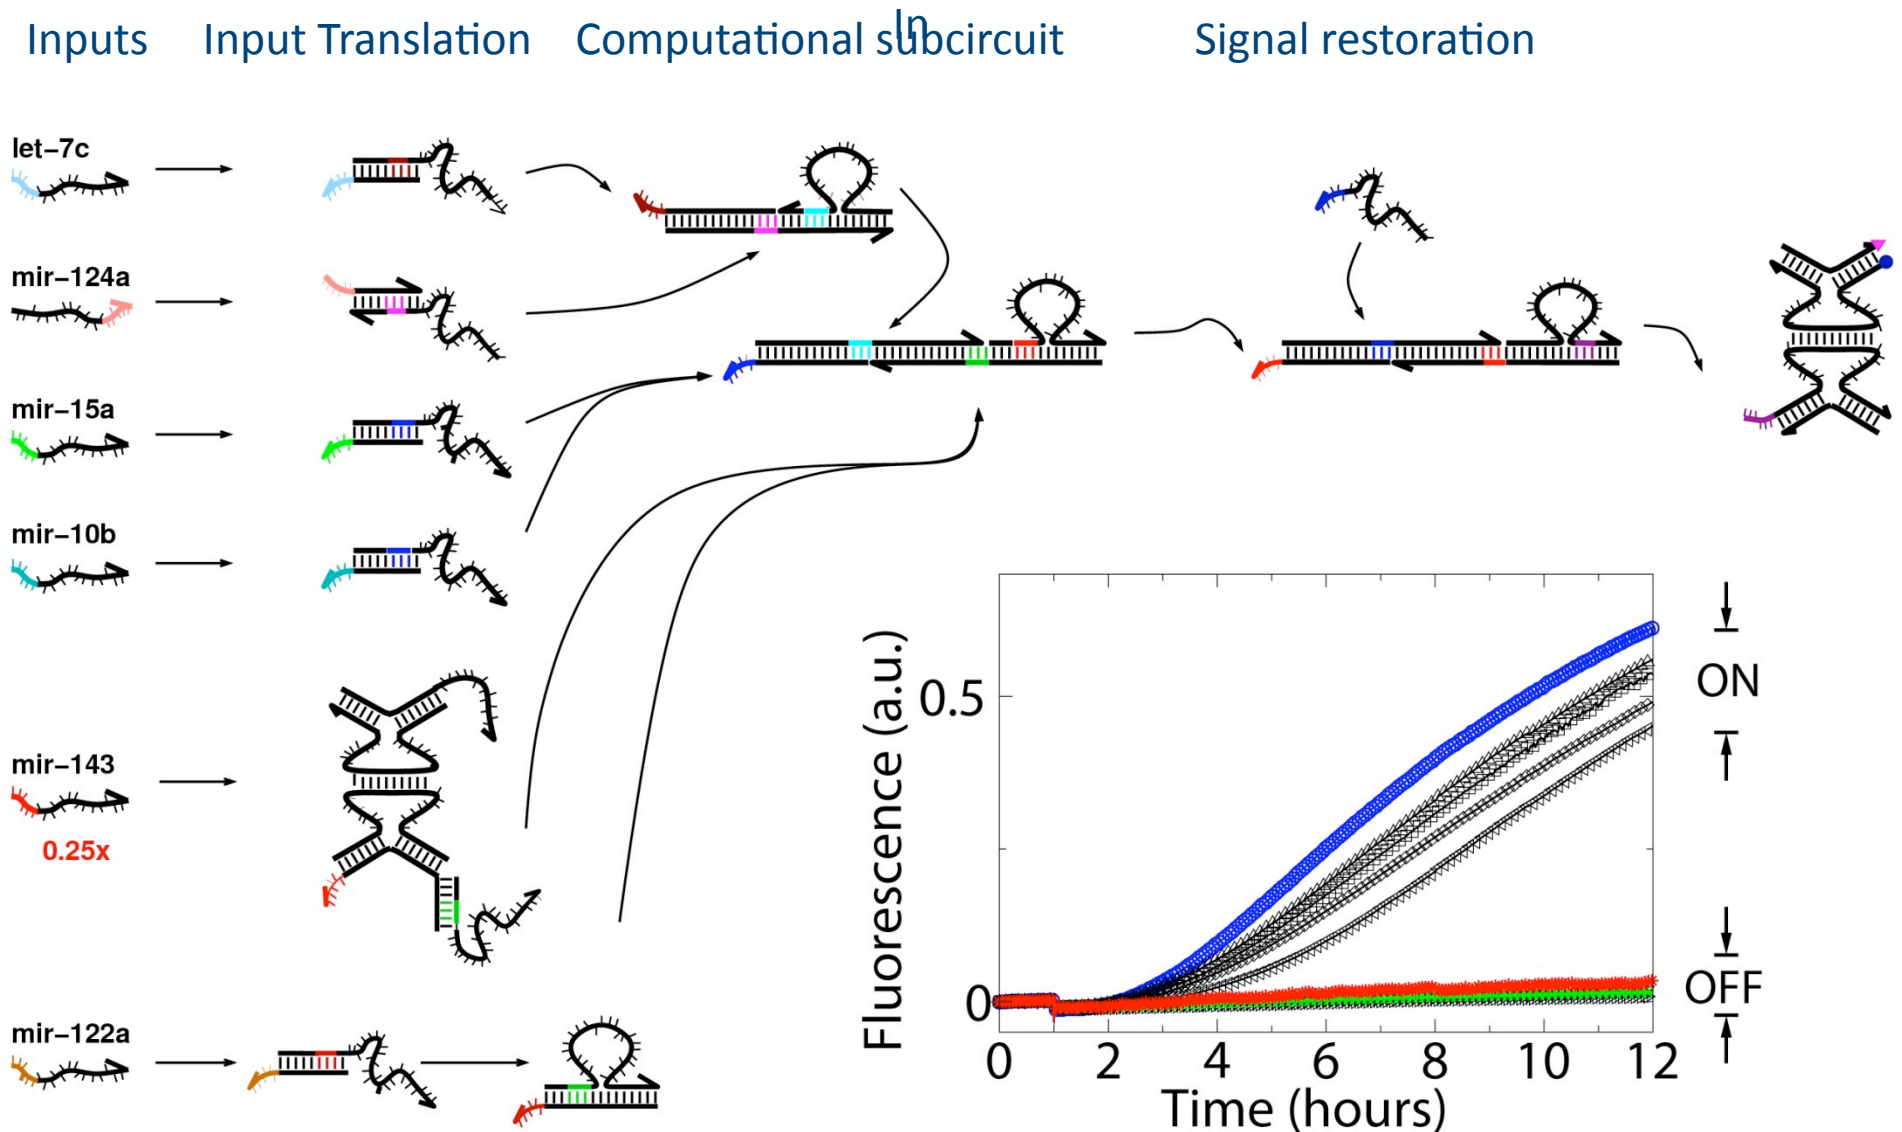 Inputs
Input Translation
Computational subcircuit
In
Signal restoration
let–7c
mir–124a
mir–15a
mir–10b
mir–143
0.25x
mir–122a
Fluorescence (a.u.)
0.5
0
0 2 4 6 8 10 12
Time (hours)
ON
OFF